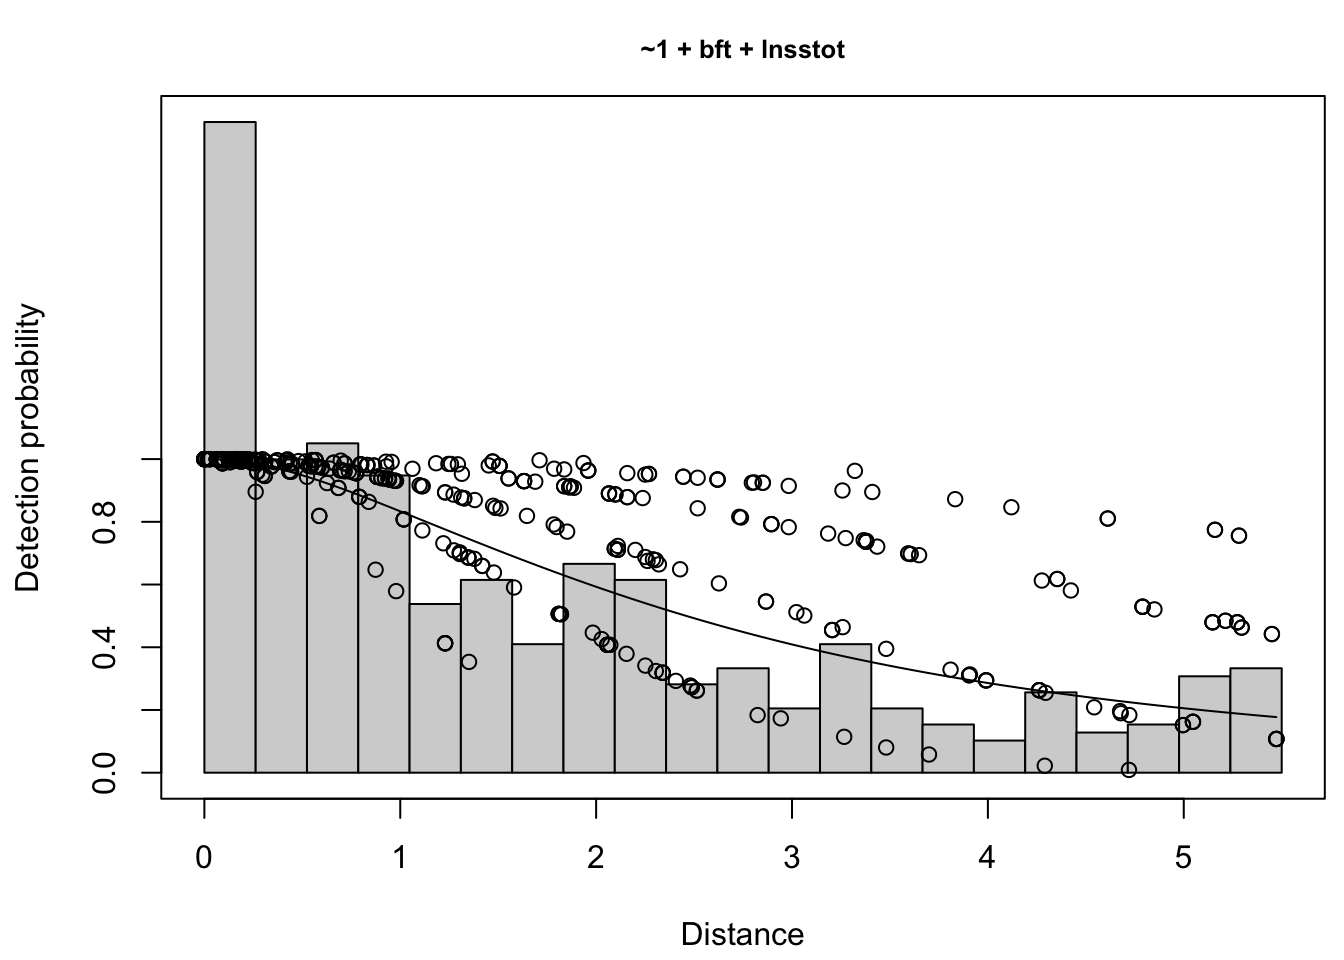 ~1 + bft + lnsstot
Detection probability
0.8
0.4
0.0
0 1 2 3 4 5
Distance